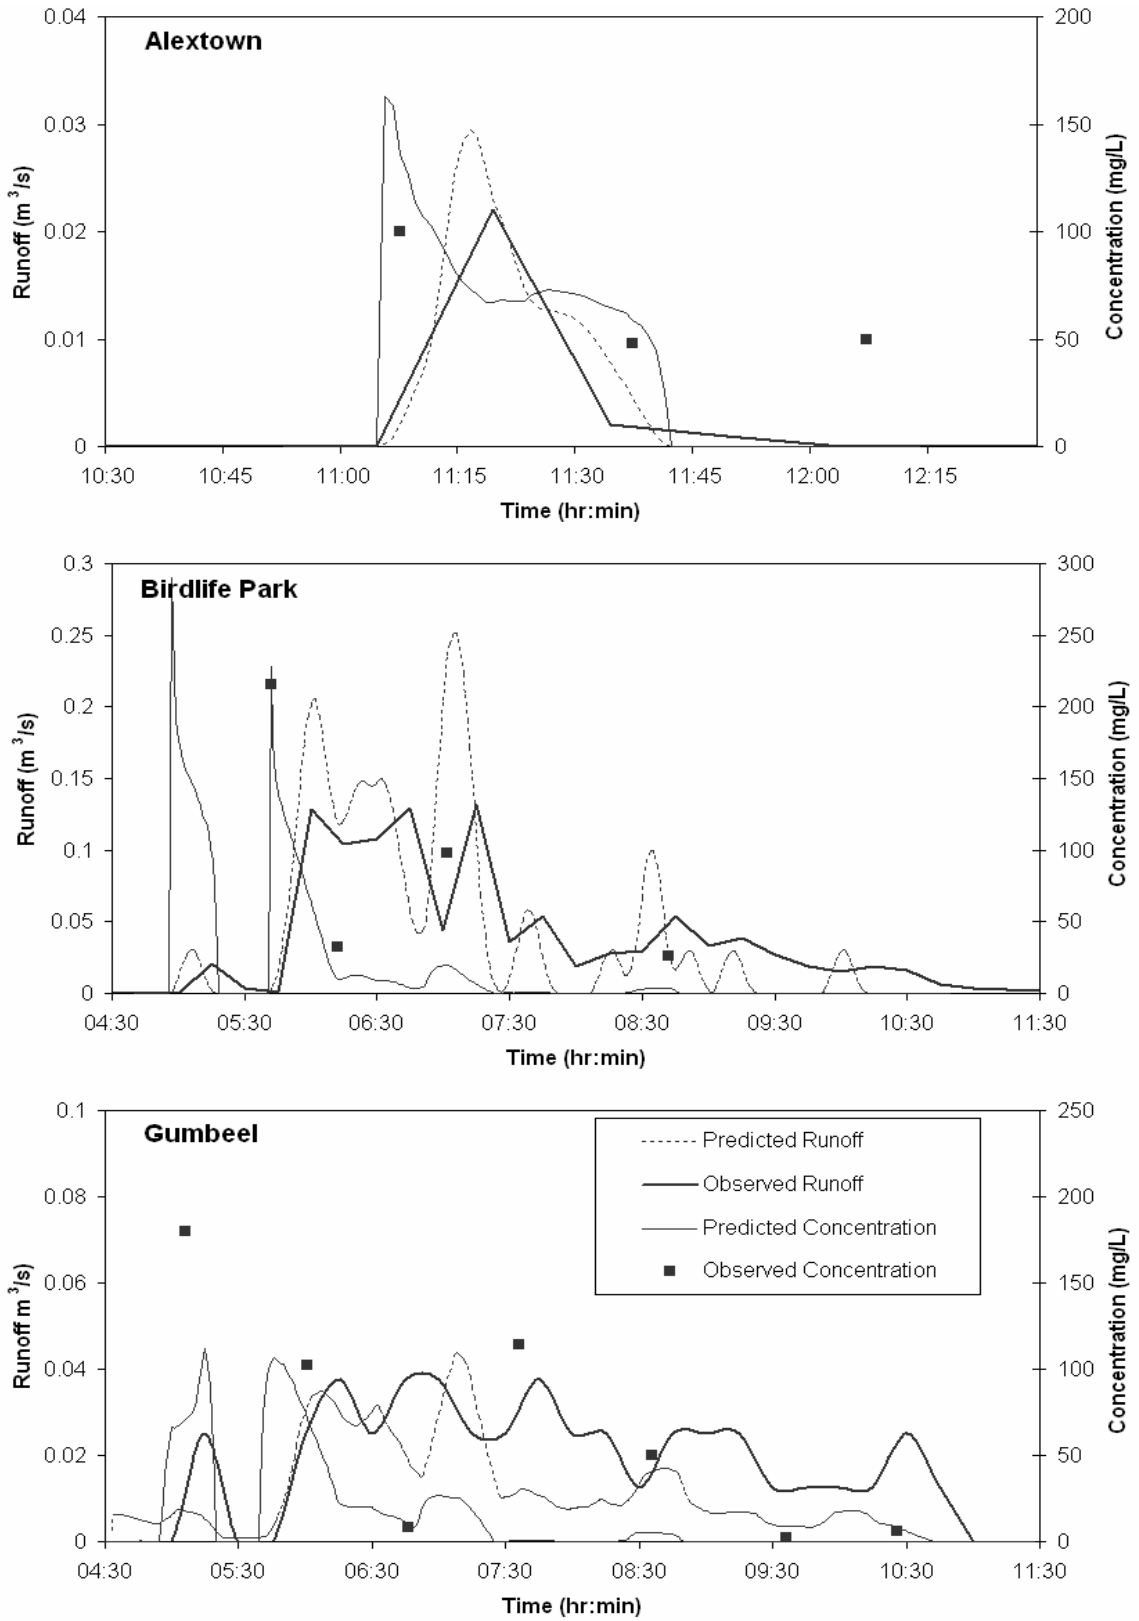 Alextown
0.04
0.03
0.02
0.01
0
200
150
100
50
0
Runoff (m 3/s)
Concentration (mg/L)
10:30 10:45 11:00 11:15 11:30 11:45 12:00 12:15
Time (hr:min)
Birdlife Park
0.3
0.25
0.2
0.15
0.1
0.05
0
300
250
200
150
100
50
0
Runoff (m 3/s)
Concentration (mg/L)
04:30 05:30 06:30 07:30 08:30 09:30 10:30 11:30
Time (hr:min)
Gumbeel
0.1
0.08
0.06
0.04
0.02
0
250
200
150
100
50
0
Runoff m 3/s)
Concentration (mg/L)
Predicted Runoff
Observed Runoff
Predicted Concentration
Observed Concentration
04:30 05:30 06:30 07:30 08:30 09:30 10:30 11:30
Time (hr:min)